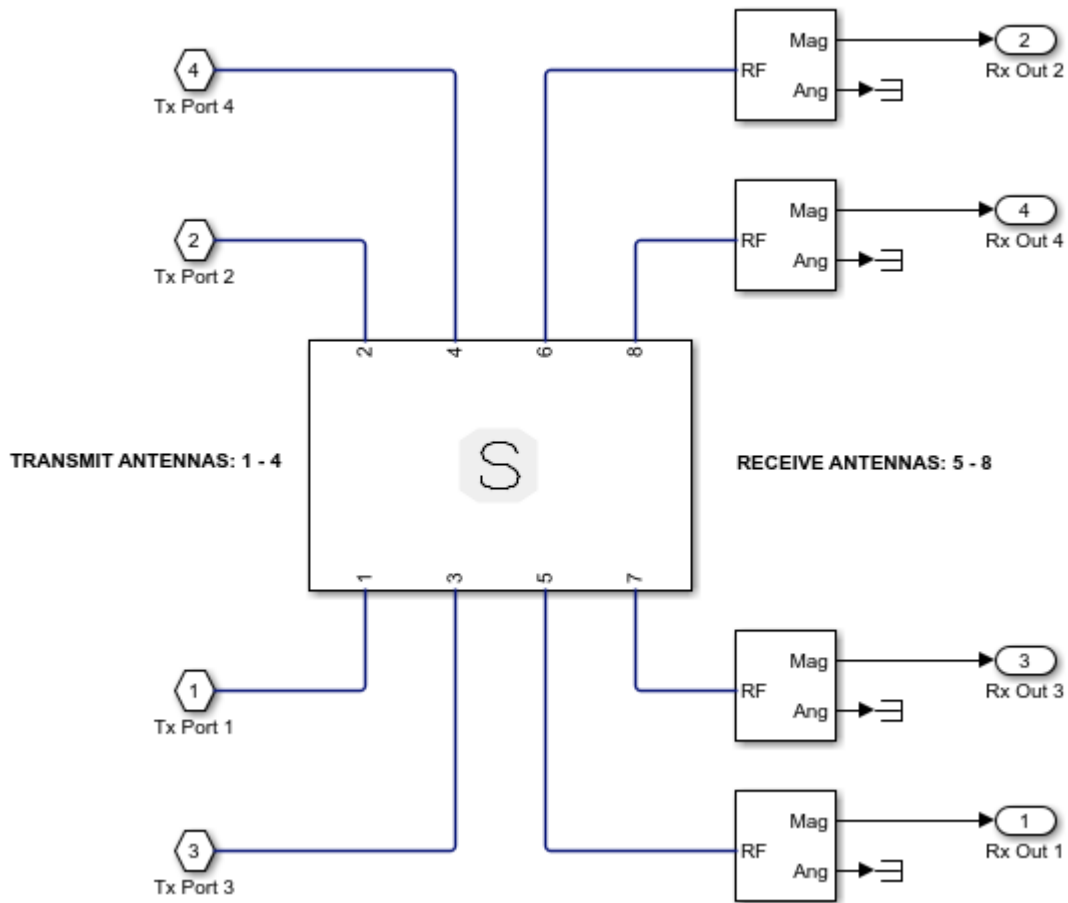 Mag
2
4
RF
Rx Out 2
Tx Port 4
Ang
Mag
4
2
RF
Rx Out 4
Tx Port 2
Ang
2
4
6
8
TRANSMIT ANTENNAS: 1 - 4
S
RECEIVE ANTENNAS: 5 - 8
1
3
5
7
Mag
3
1
RF
Rx Out 3
Tx Port 1
Ang
Mag
1
3
RF
Rx Out 1
Tx Port 3
Ang